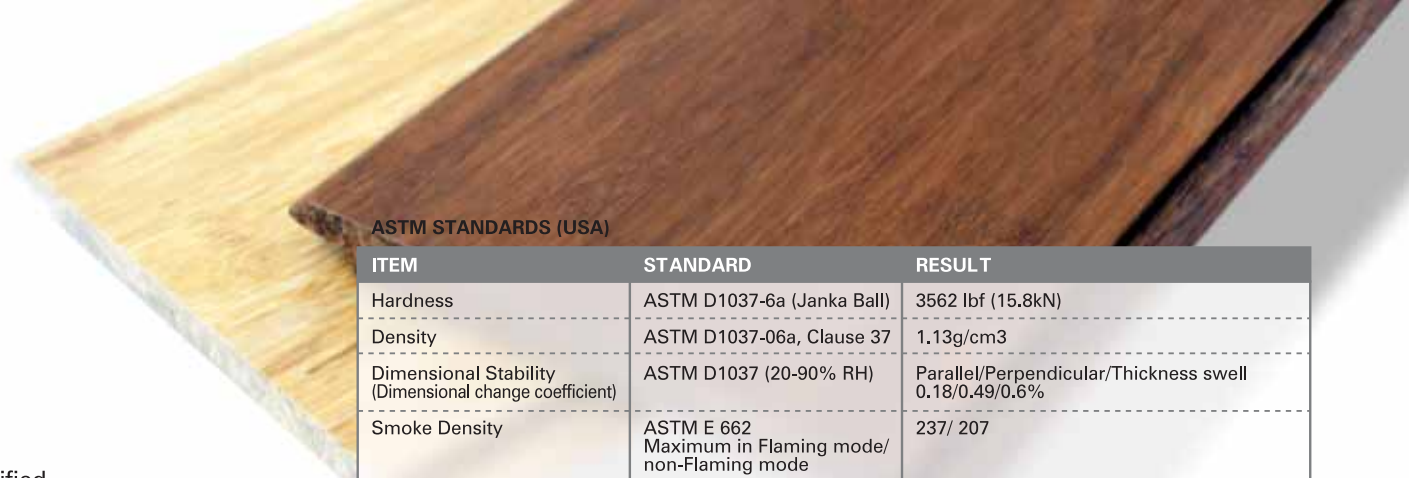 ASTM STANDARDS (USA)
ITEM STANDARD RESULT
Hardness ASTM D1037-6a (Janka Ball) 3562 lbf (15.8kN)
Density ASTM D1037-06a, Clause 37 1.13g/cm3
Dimensional Stability ASTM D1037 (20-90% RH) Parallel/Perpendicular/Thickness swell
(Dimensional change coefficient) 0.18/0.49/0.6%
Smoke Density ASTM E 662 237/ 207
Maximum in Flaming mode/
non-Flaming mode